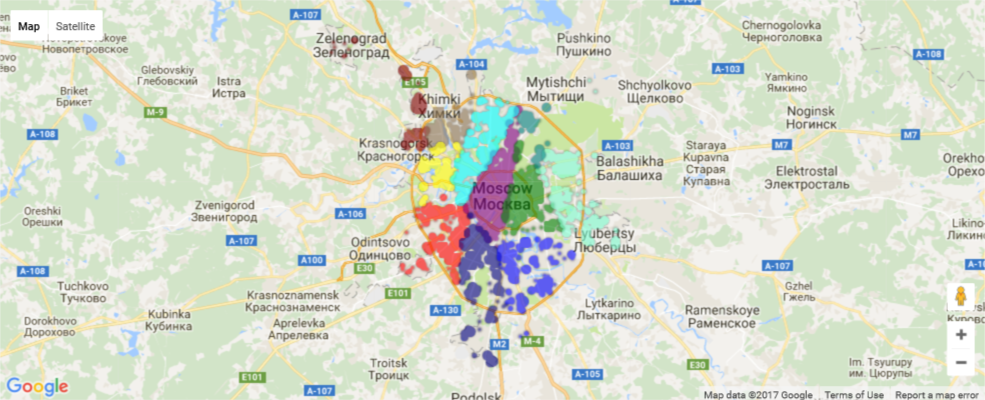 Map
Satellite
A-107
Zelenograd
Зеленоград
A-104
Pushkino
Пушкино
Chernogolovka
Черноголовка
A-108
Novopetrovskoye
Новопетровское
Glebovskiy
Глебовский
Istra
Истра
Briket
Брикет
M-9
Khimki
Химки
Mytishchi
Мытищи
Shchyolkovo
Щелково
A-103
Yamkino
Ямкино
Noginsk
Ногинск
A-108
Krasnogorsk
Красногорск
A-103
M7
M7
Balashikha
Балашиха
Staraya
Kupavna
Старая
Купавна
Elektrostal
Электросталь
Moscow
Москва
Oreshki
Орешки
Zvenigorod
Звенигород
A-106
A-107
Odintsovo
Одинцово
Lyubertsy
Люберцы
A100
E30
A-108
A-107
Tuchkovo
Тучково
Krasnoznamensk
Краснознаменск
E101
A-130
Lytkarino
Лыткарино
Gzhel
Гжель
Ramenskoye
Раменское
Dorokhovo
Дорохово
Kubinka
Кубинка
Aprelevka
Апрелевка
M2
M-4
Troitsk
Троицк
E101
A-107
A-105
E30
Im. Tsyurupy
им. Цюрупы
Podolsk
Google
Map data ©2017 Google
Terms of Use
Report a map error